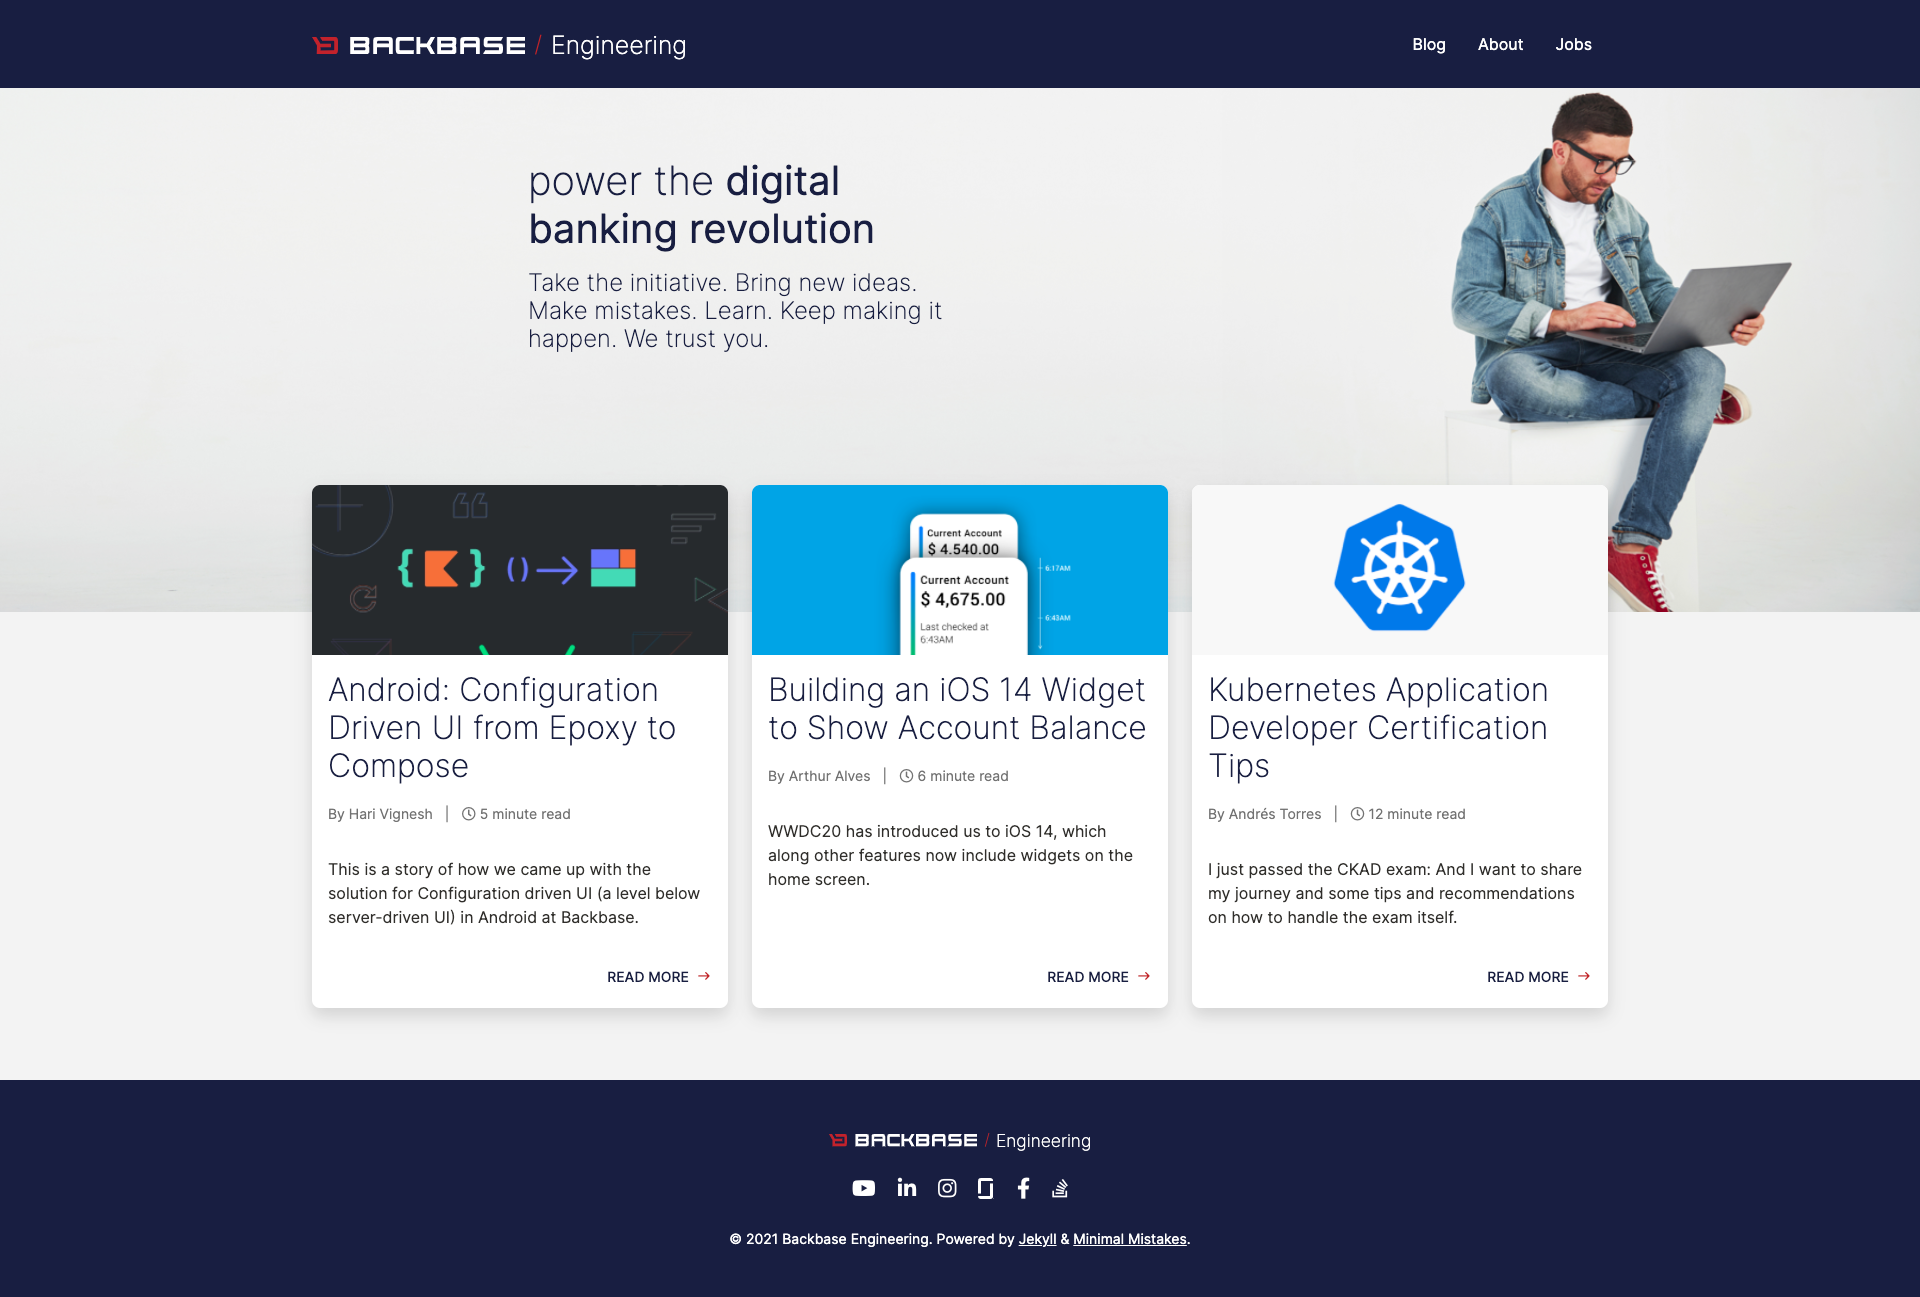 BACKBASE / Engineering
Blog About Jobs
power the digital
banking revolution
Take the initiative. Bring new ideas.
Make mistakes. Learn. Keep making it
happen. We trust you.
{ } () →
Current Account
$ 4.540.00
Current Account
$ 4,675.00
Last checked at
6:43AM
6:17AM
6:43AM
Android: Configuration
Driven UI from Epoxy to
Compose
By Hari Vignesh | 5 minute read
This is a story of how we came up with the
solution for Configuration driven UI (a level below
server-driven UI) in Android at Backbase.
READ MORE →
Building an iOS 14 Widget
to Show Account Balance
By Arthur Alves | 6 minute read
WWDC20 has introduced us to iOS 14, which
along other features now include widgets on the
home screen.
READ MORE →
Kubernetes Application
Developer Certification
Tips
By Andrés Torres | 12 minute read
I just passed the CKAD exam: And I want to share
my journey and some tips and recommendations
on how to handle the exam itself.
READ MORE →
BACKBASE / Engineering
© 2021 Backbase Engineering. Powered by Jekyll & Minimal Mistakes.